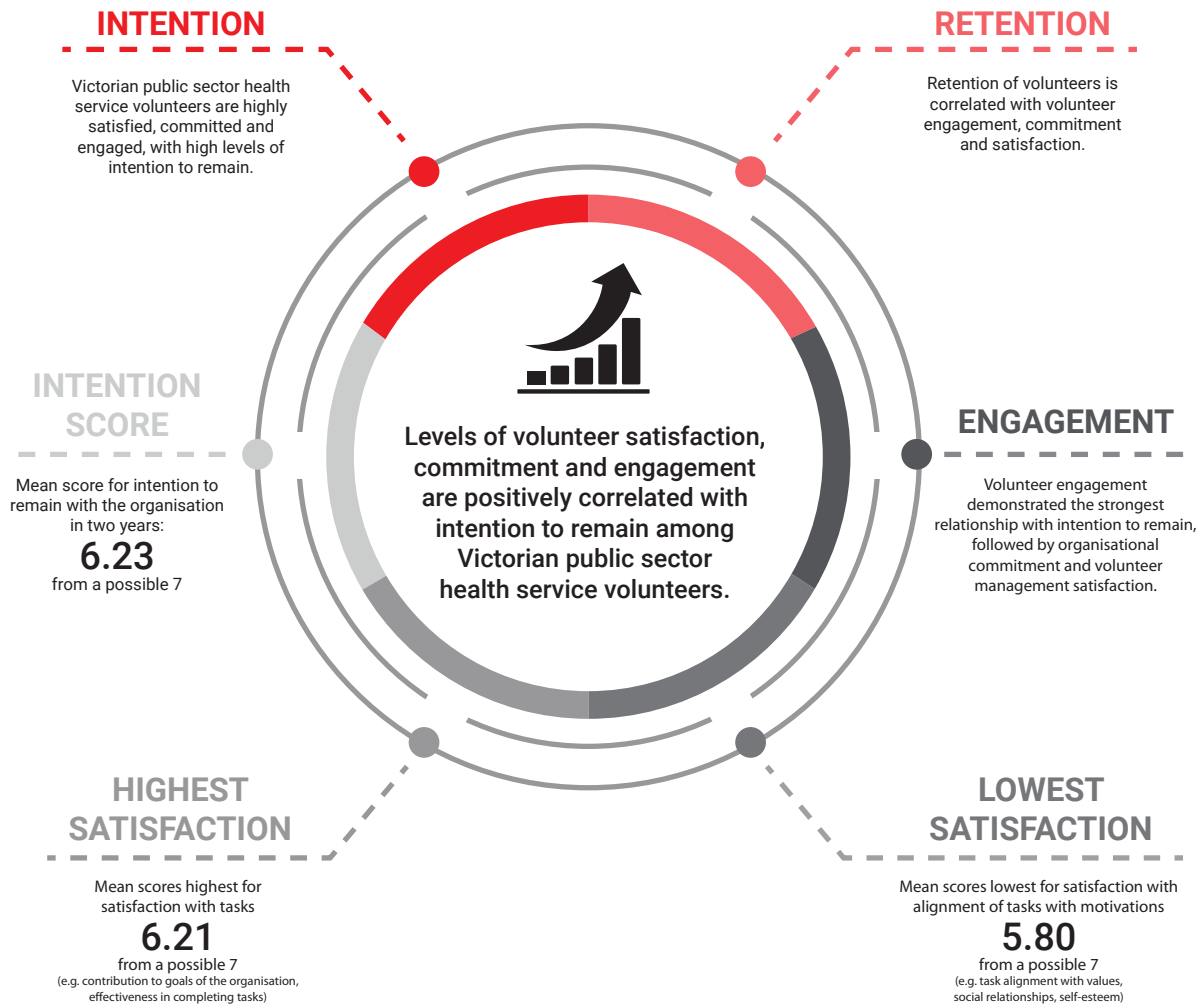 INTENTION
Victorian public sector health
service volunteers are highly
satisfied, committed and
engaged, with high levels of
intention to remain.
RETENTION
Retention of volunteers is
correlated with volunteer
engagement, commitment
and satisfaction.
INTENTION
SCORE
Mean score for intention to
remain with the organisation
in two years:
6.23
from a possible 7
Levels of volunteer satisfaction,
commitment and engagement
are positively correlated with
intention to remain among
Victorian public sector
health service volunteers.
ENGAGEMENT
Volunteer engagement
demonstrated the strongest
relationship with intention to remain,
followed by organisational
commitment and volunteer
management satisfaction.
HIGHEST
SATISFACTION
Mean scores highest for
satisfaction with tasks
6.21
from a possible 7
(e.g. contribution to goals of the organisation,
effectiveness in completing tasks)
LOWEST
SATISFACTION
Mean scores lowest for satisfaction with
alignment of tasks with motivations
5.80
from a possible 7
(e.g. task alignment with values,
social relationships, self-esteem)